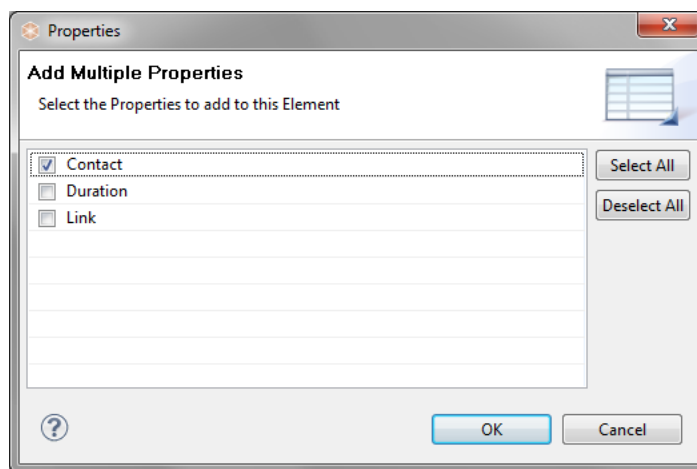 Properties
Add Multiple Properties
Select the Properties to add to this Element
Contact
Duration
Link
Select All
Deselect All
?
OK
Cancel